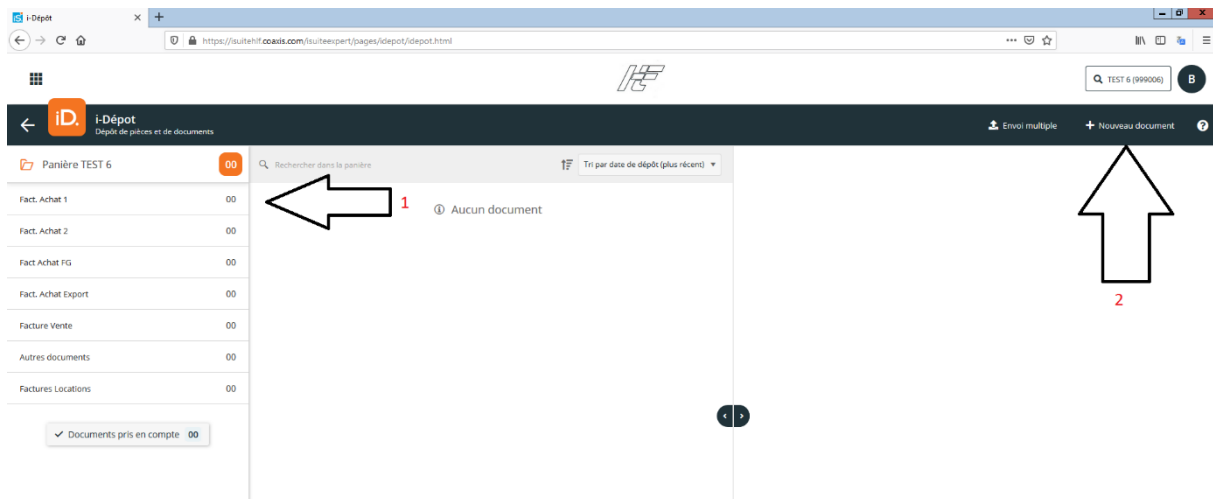 i-Dépôt
https://isuitehlf.coaxis.com/isuiteexpert/pages/idepot/idepot.html
TEST 6 (999006)
B
iD.
i-Dépôt
Dépôt de pièces et de documents
Envoi multiple
Nouveau document
?
Panière TEST 6 00
Rechercher dans la panière
Tri par date de dépôt (plus récent)
Fact. Achat 1 00
1
Aucun document
Fact. Achat 2 00
Fact Achat FG 00
Fact. Achat Export 00
2
Facture Vente 00
Autres documents 00
Factures Locations 00
Documents pris en compte 00